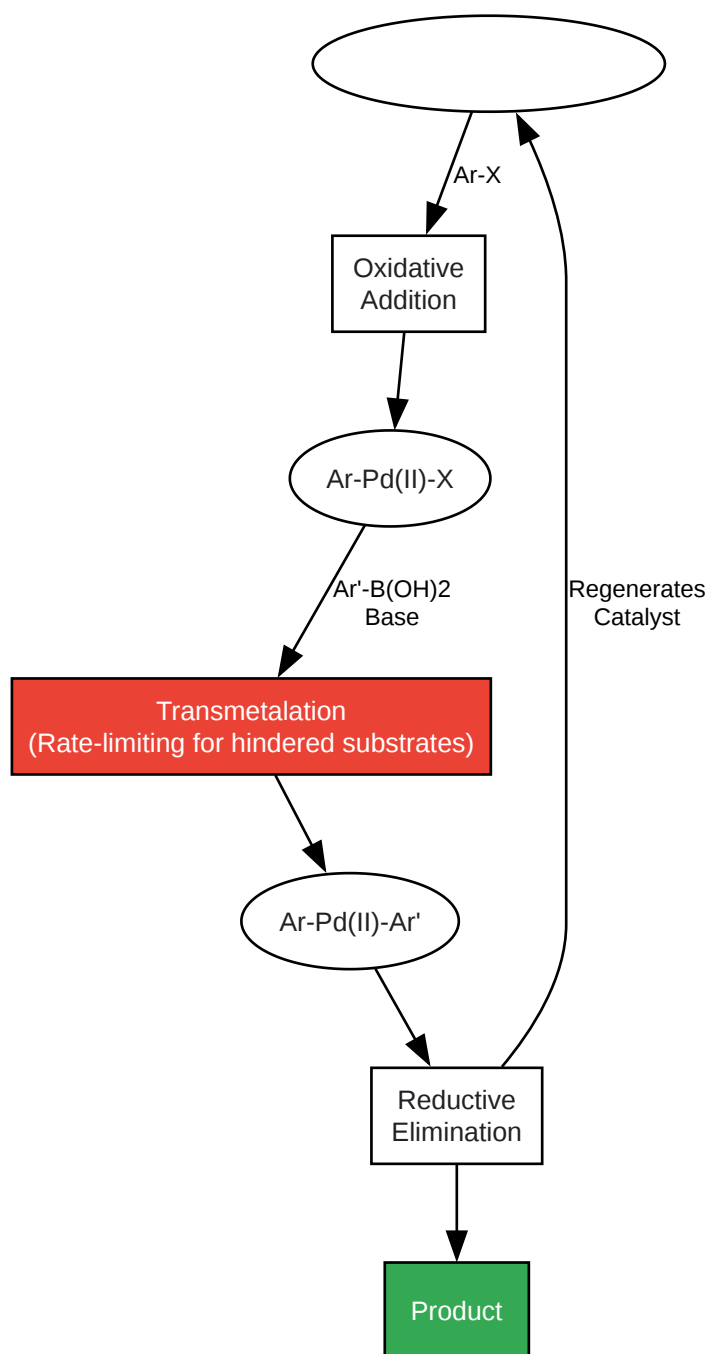 Ar-X
Oxidative
Addition
Ar-Pd(II)-X
Ar'-B(OH)2
Base
Regenerates
Catalyst
Transmetalation
(Rate-limiting for hindered substrates)
Ar-Pd(II)-Ar'
Reductive
Elimination
Product